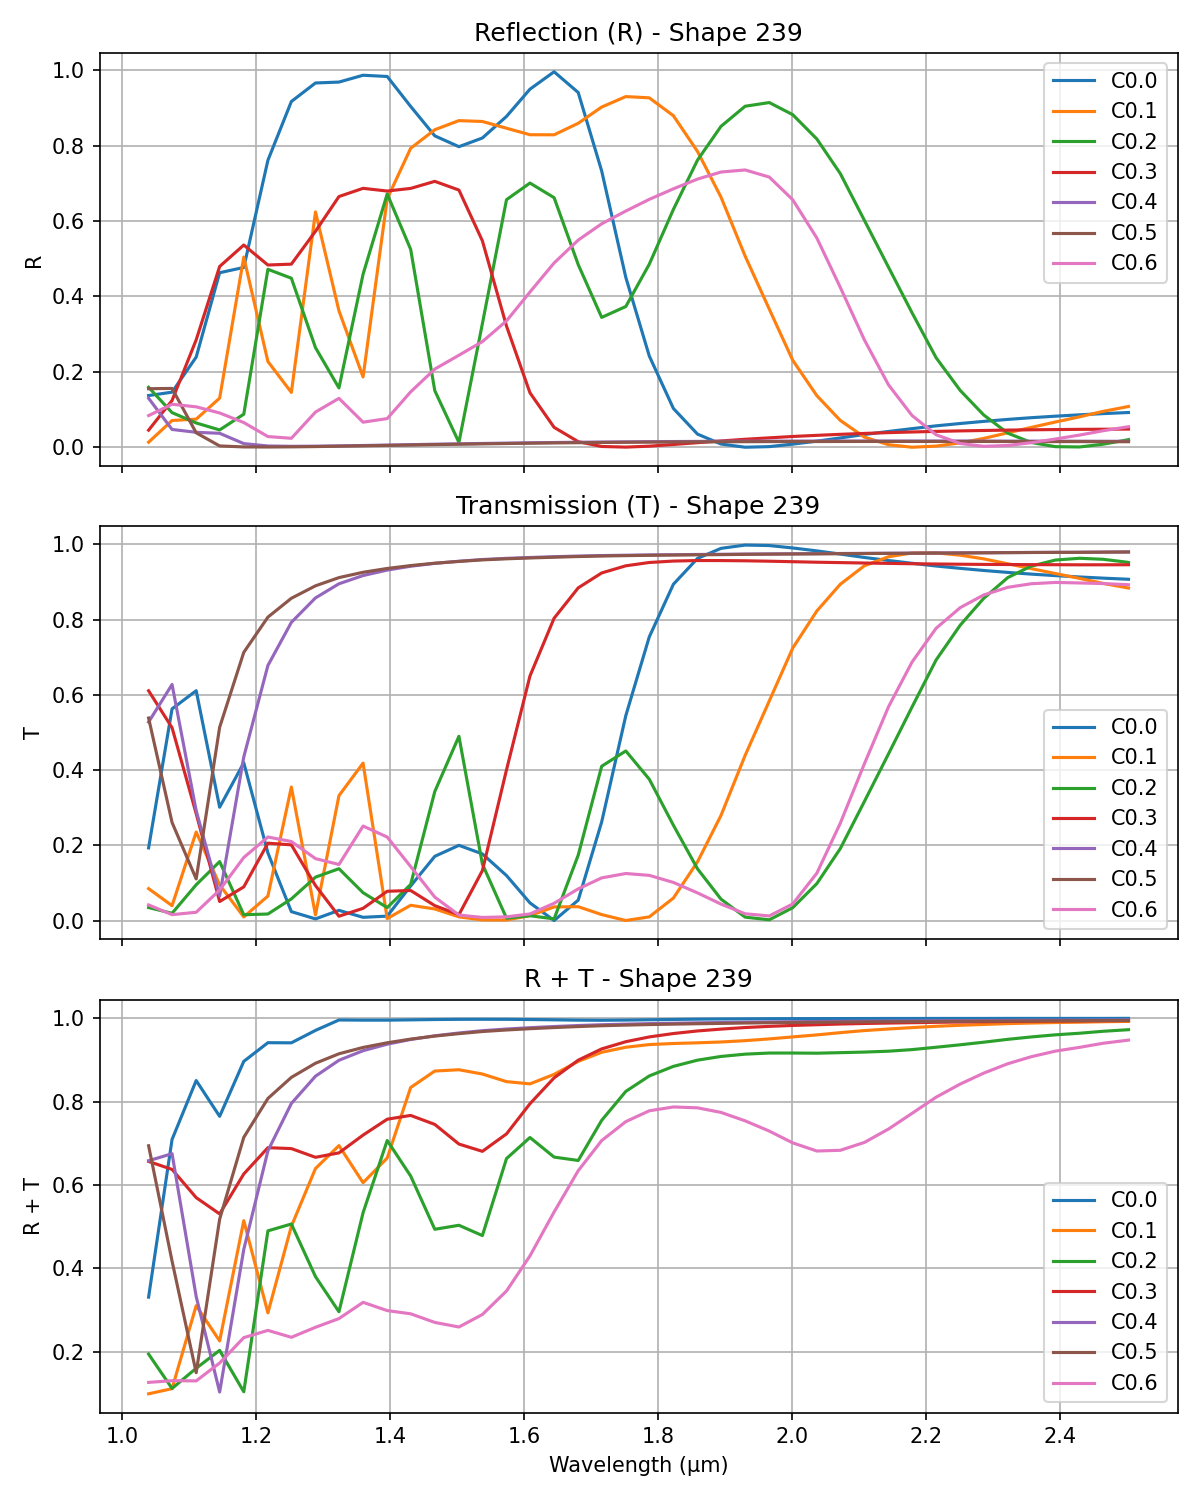 Reflection (R) - Shape 239
1.0
0.8
0.6
0.4
0.2
0.0
R
C0.0
C0.1
C0.2
C0.3
C0.4
C0.5
C0.6
Transmission (T) - Shape 239
1.0
0.8
0.6
0.4
0.2
0.0
T
C0.0
C0.1
C0.2
C0.3
C0.4
C0.5
C0.6
R + T - Shape 239
1.0
0.8
0.6
0.4
0.2
R + T
C0.0
C0.1
C0.2
C0.3
C0.4
C0.5
C0.6
1.0 1.2 1.4 1.6 1.8 2.0 2.2 2.4
Wavelength (μm)